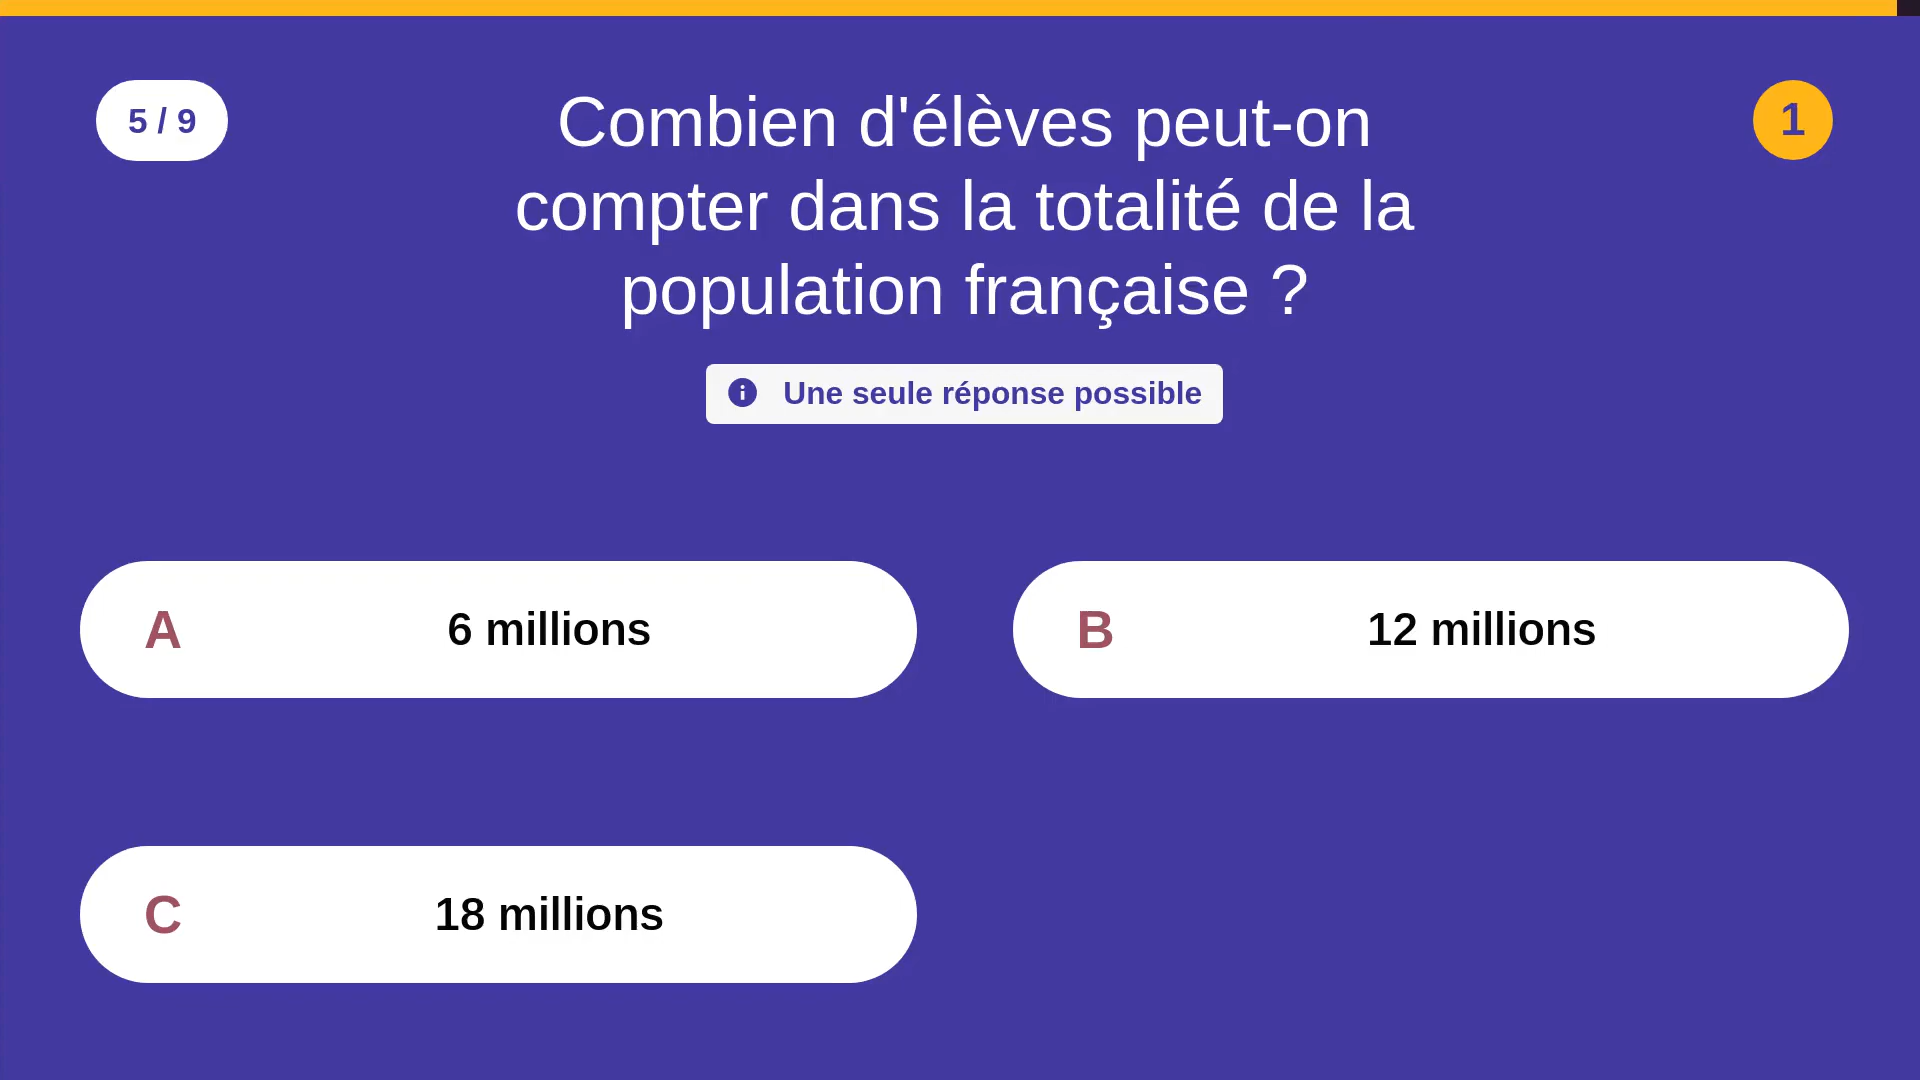 5 / 9
Combien d'élèves peut-on
compter dans la totalité de la
population française ?
1
Une seule réponse possible
A 6 millions
B 12 millions
C 18 millions